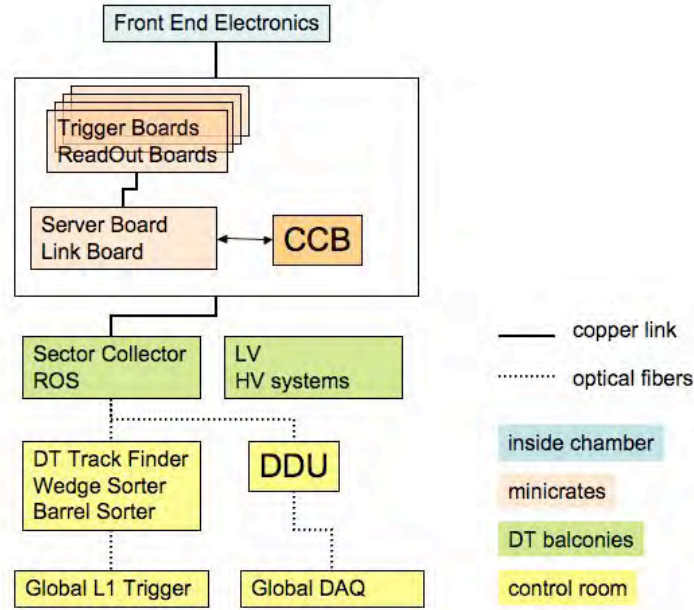 Front End Electronics
Trigger Boards
ReadOut Boards
Server Board
Link Board
CCB
Sector Collector
ROS
LV
HV systems
copper link
optical fibers
DT Track Finder
Wedge Sorter
Barrel Sorter
DDU
inside chamber
minicrates
DT balconies
Global L1 Trigger
Global DAQ
control room